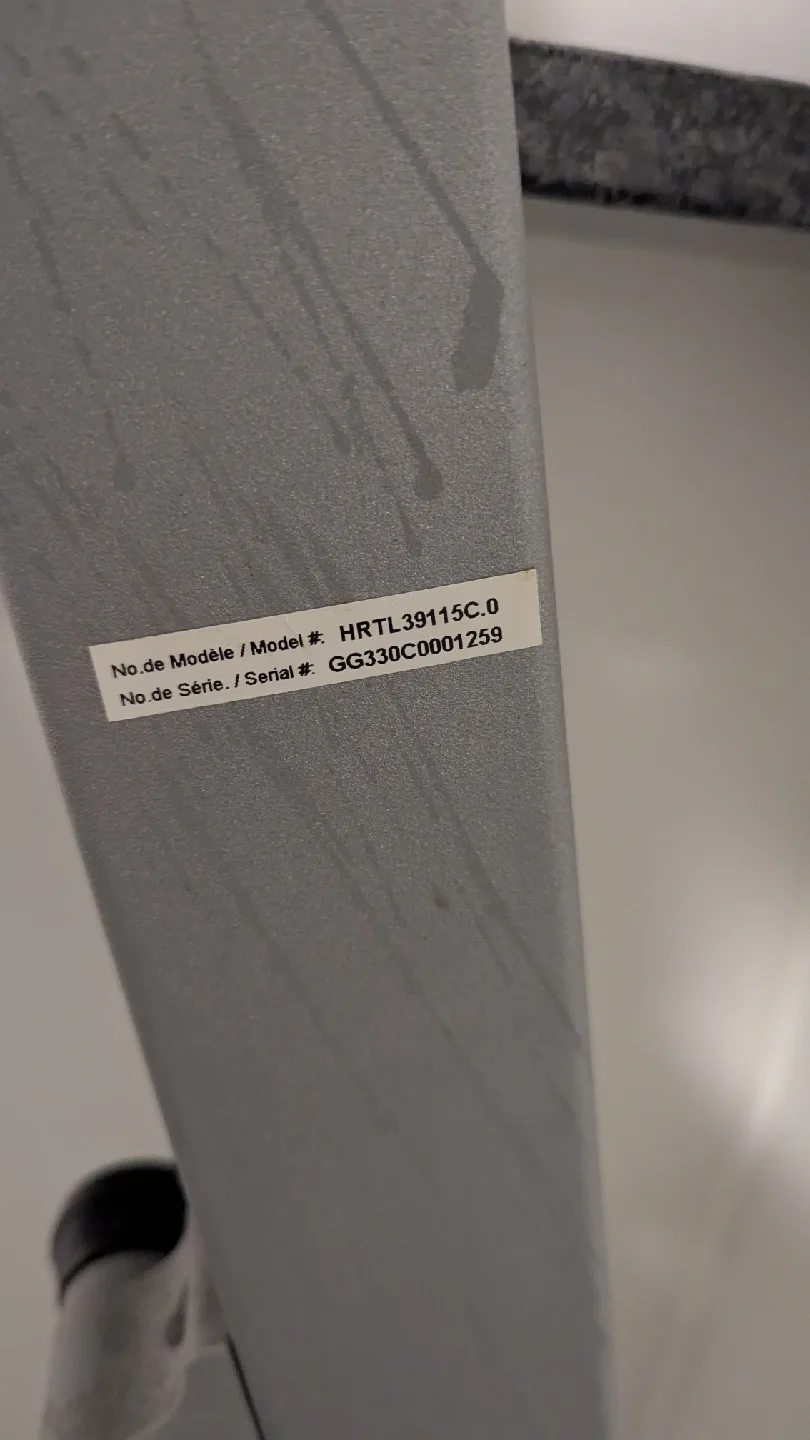 No.de Modèle / Model #: HRTL39115C.0
No.de Série. / Serial #: GG330C0001259